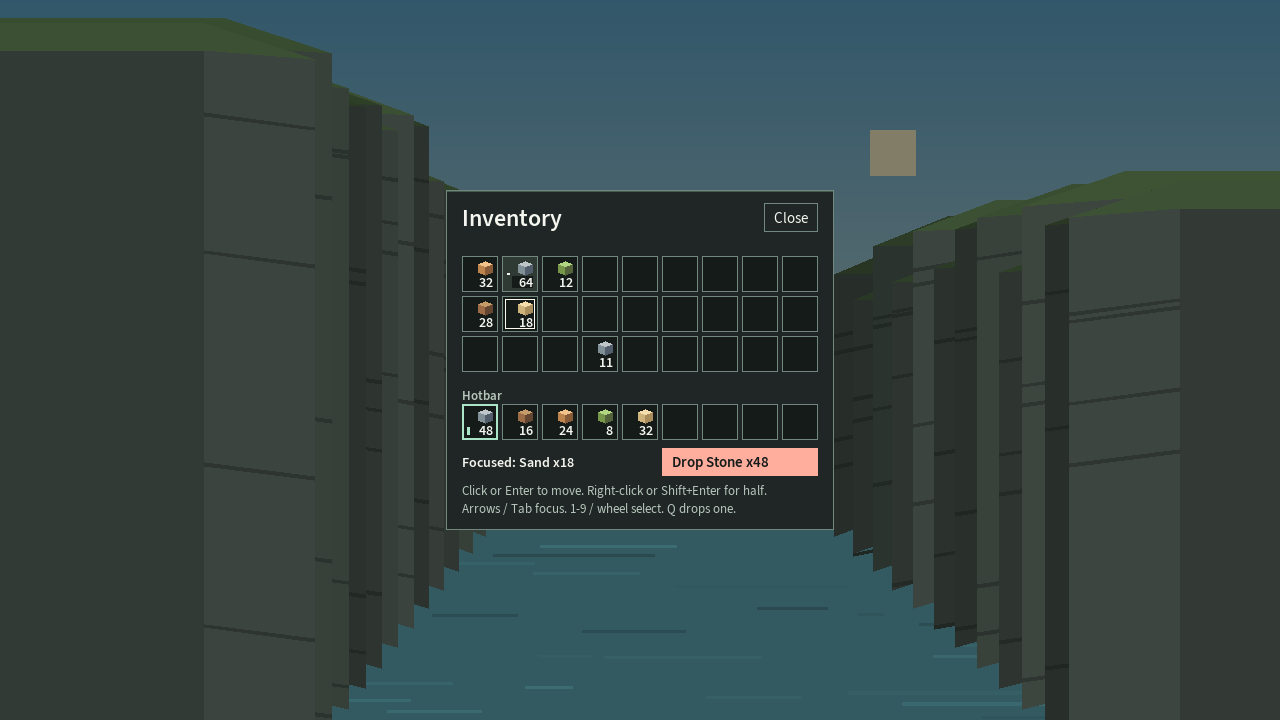 Inventory
Close
32 64 12
28 18
11
Hotbar
48 16 24 8 32
Focused: Sand x18
Drop Stone x48
Click or Enter to move. Right-click or Shift+Enter for half.
Arrows / Tab focus. 1-9 / wheel select. Q drops one.